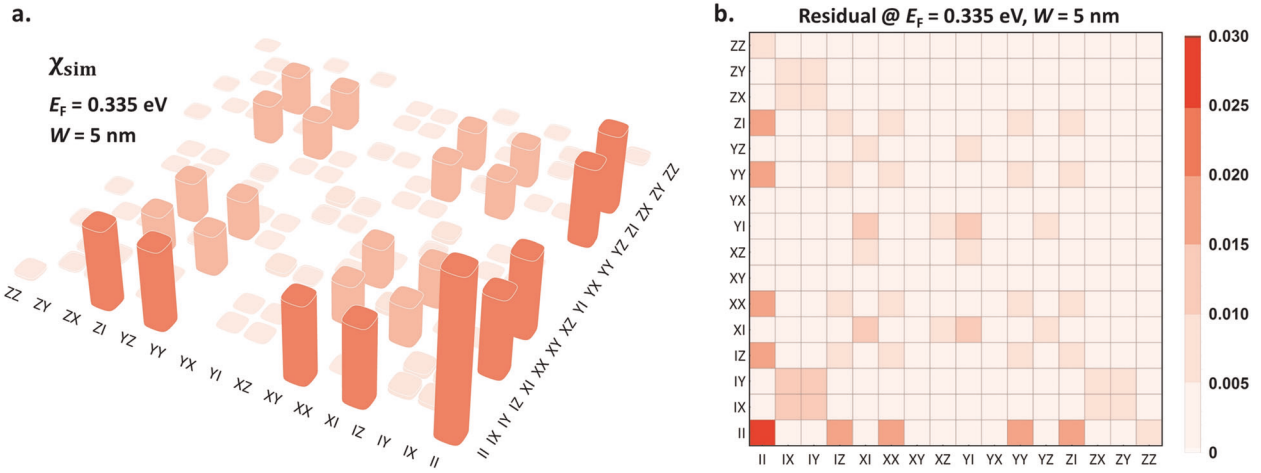 a.
χsim
EF = 0.335 eV
W = 5 nm
ZZ
ZY
ZX
ZI
YZ
YY
YX
YI
XZ
XY
XX
XI
IZ
IY
IX
II
II
IX
IY
IZ
XI
XX
XY
XZ
YI
YX
YY
YZ
ZI
ZX
ZY
ZZ
b.
Residual @ EF = 0.335 eV, W = 5 nm
ZZ
ZY
ZX
ZI
YZ
YY
YX
YI
XZ
XY
XX
XI
IZ
IY
IX
II
II IX IY IZ XI XX XY XZ YI YX YY YZ ZI ZX ZY ZZ
0.030
0.025
0.020
0.015
0.010
0.005
0